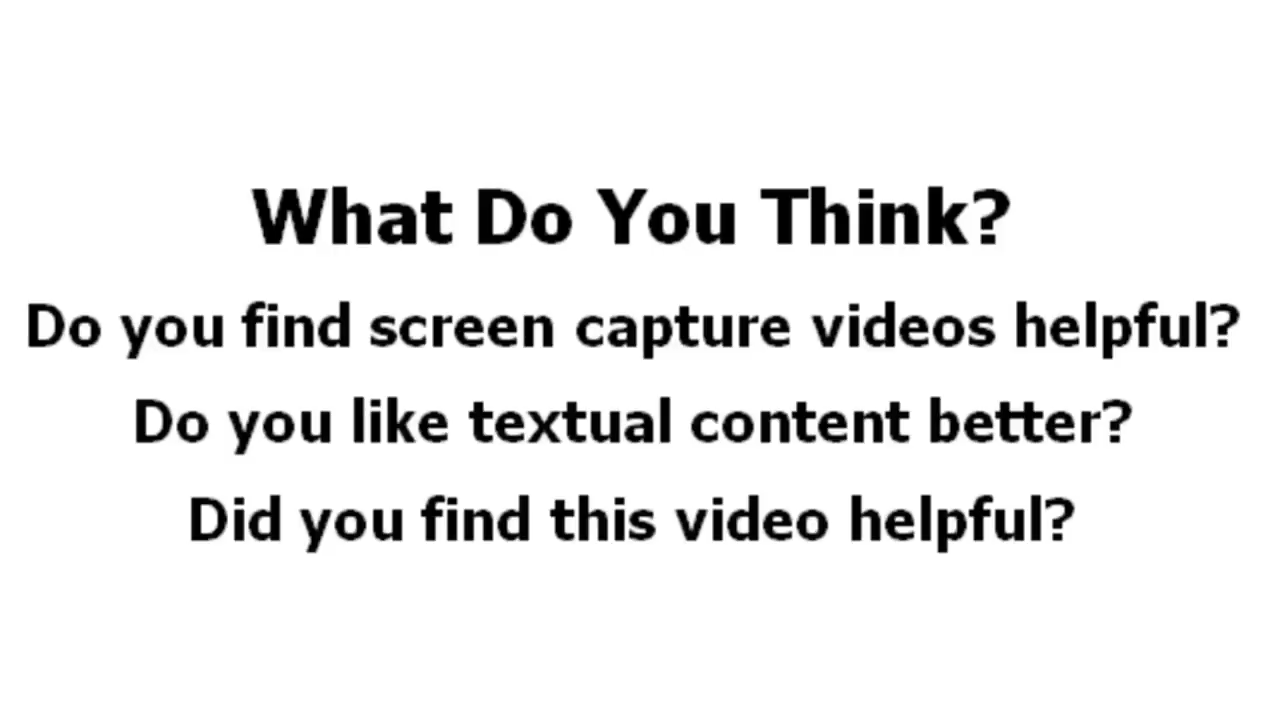 What Do You Think?
Do you find screen capture videos helpful?
Do you like textual content better?
Did you find this video helpful?